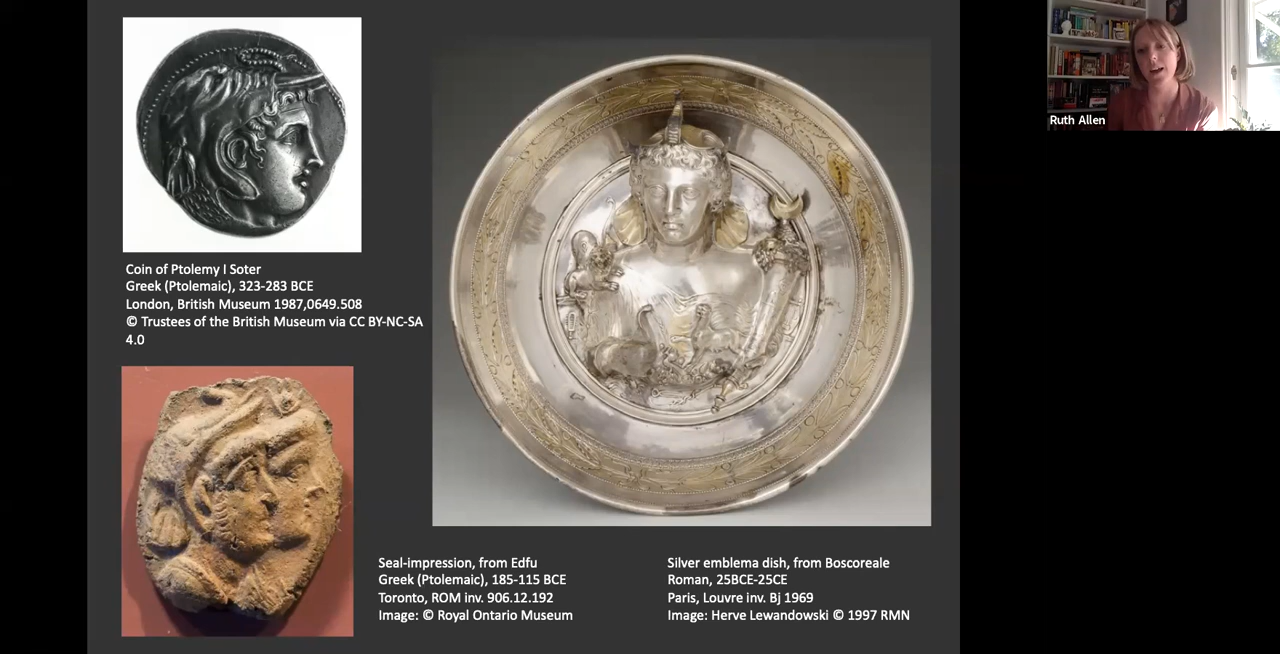 Ruth Allen
Coin of Ptolemy I Soter
Greek (Ptolemaic), 323-283 BCE
London, British Museum 1987,0649.508
© Trustees of the British Museum via CC BY-NC-SA
4.0
Seal-impression, from Edfu
Greek (Ptolemaic), 185-115 BCE
Toronto, ROM inv. 906.12.192
Image: © Royal Ontario Museum
Silver emblema dish, from Boscoreale
Roman, 25BCE-25CE
Paris, Louvre inv. Bj 1969
Image: Herve Lewandowski © 1997 RMN